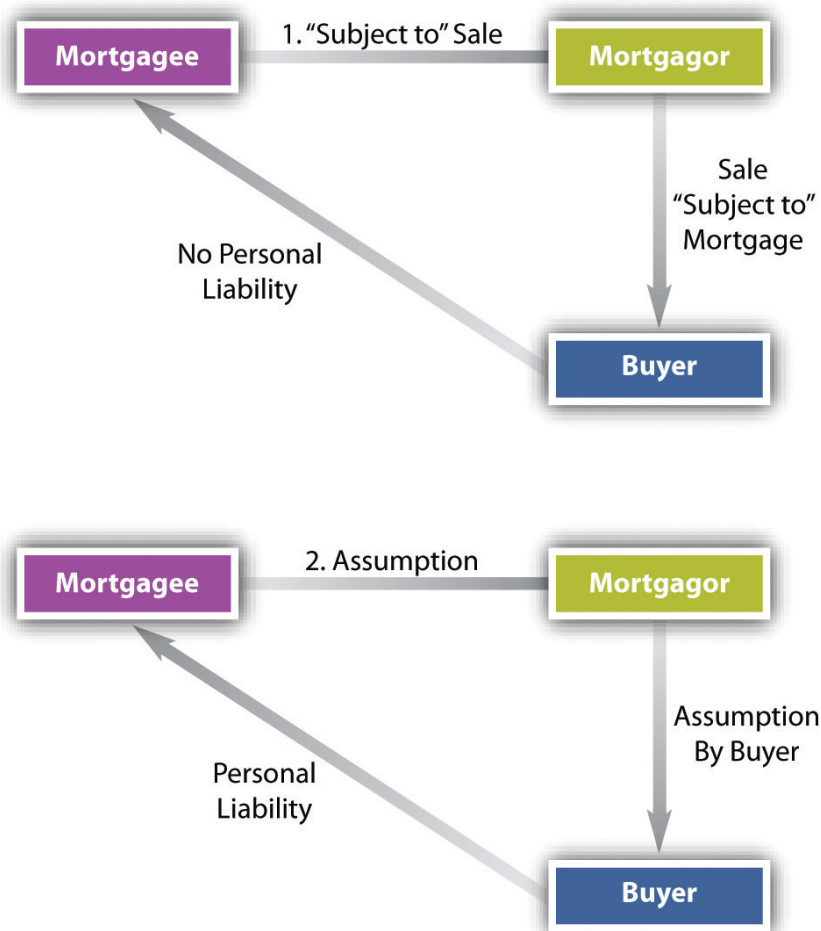 1. “Subject to” Sale
Mortgagee
Mortgagor
Sale
“Subject to”
Mortgage
No Personal
Liability
Buyer
2. Assumption
Mortgagee
Mortgagor
Assumption
By Buyer
Personal
Liability
Buyer